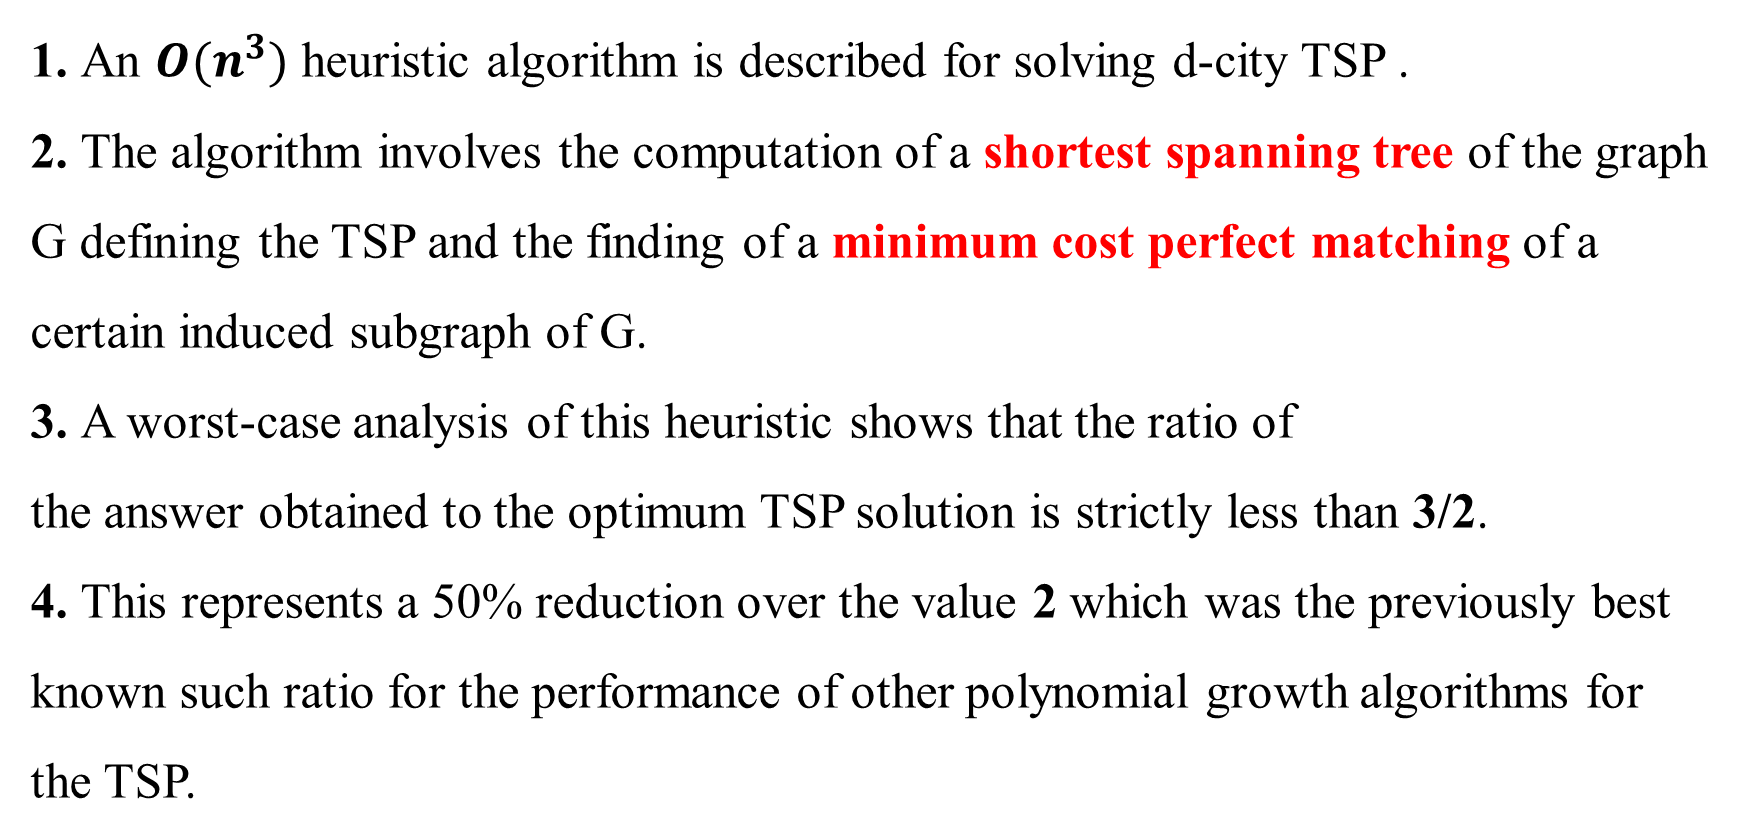 1. An O(n³) heuristic algorithm is described for solving d-city TSP .
2. The algorithm involves the computation of a shortest spanning tree of the graph
G defining the TSP and the finding of a minimum cost perfect matching of a
certain induced subgraph of G.
3. A worst-case analysis of this heuristic shows that the ratio of
the answer obtained to the optimum TSP solution is strictly less than 3/2.
4. This represents a 50% reduction over the value 2 which was the previously best
known such ratio for the performance of other polynomial growth algorithms for
the TSP.